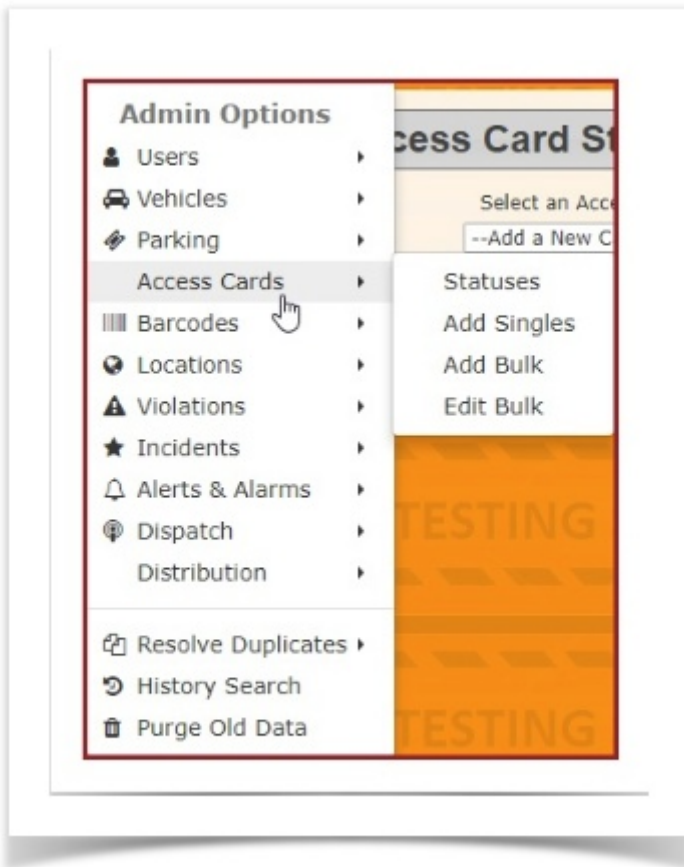 Admin Options
Users
Vehicles
Parking
Access Cards
Barcodes
Locations
Violations
Incidents
Alerts & Alarms
Dispatch
Distribution
Resolve Duplicates
History Search
Purge Old Data
cess Card St
Select an Acce
--Add a New C
Statuses
Add Singles
Add Bulk
Edit Bulk
TESTING
TESTING